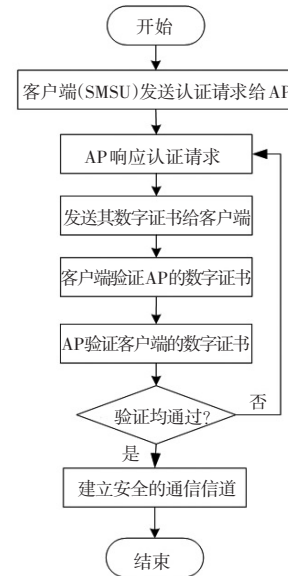 开始
客户端(SMSU)发送认证请求给AP
AP响应认证请求
发送其数字证书给客户端
客户端验证AP的数字证书
AP验证客户端的数字证书
验证均通过?
否
是
建立安全的通信信道
结束